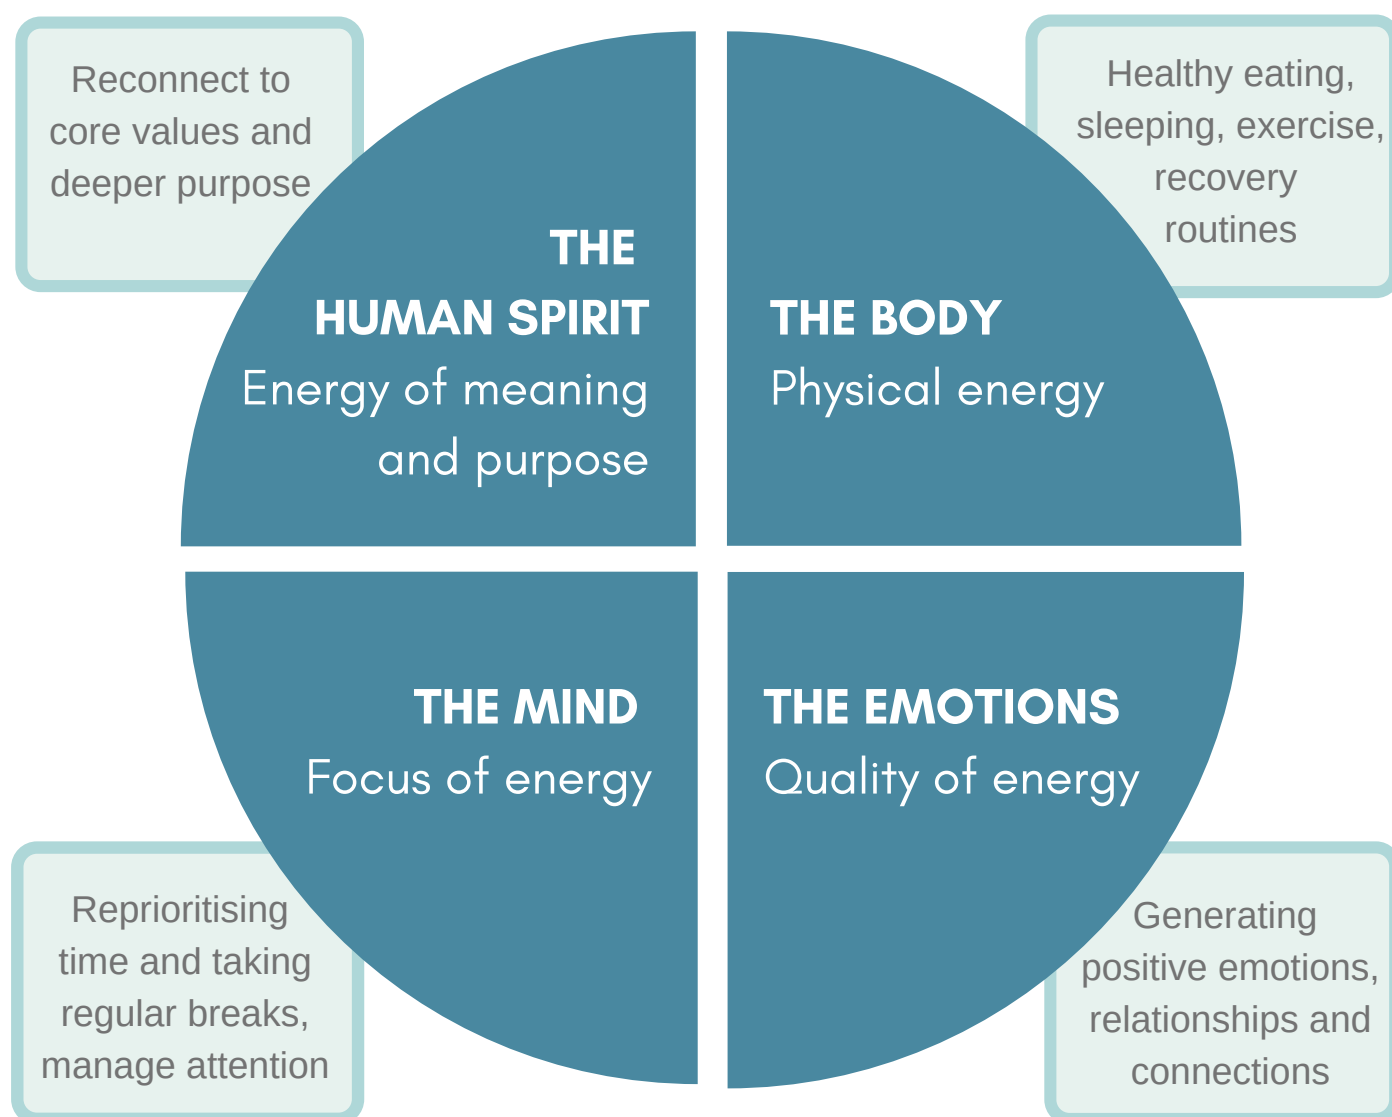 Reconnect to
core values and
deeper purpose
Healthy eating,
sleeping, exercise,
recovery
routines
THE
HUMAN SPIRIT
Energy of meaning
and purpose
THE BODY
Physical energy
THE MIND
Focus of energy
THE EMOTIONS
Quality of energy
Reprioritising
time and taking
regular breaks,
manage attention
Generating
positive emotions,
relationships and
connections